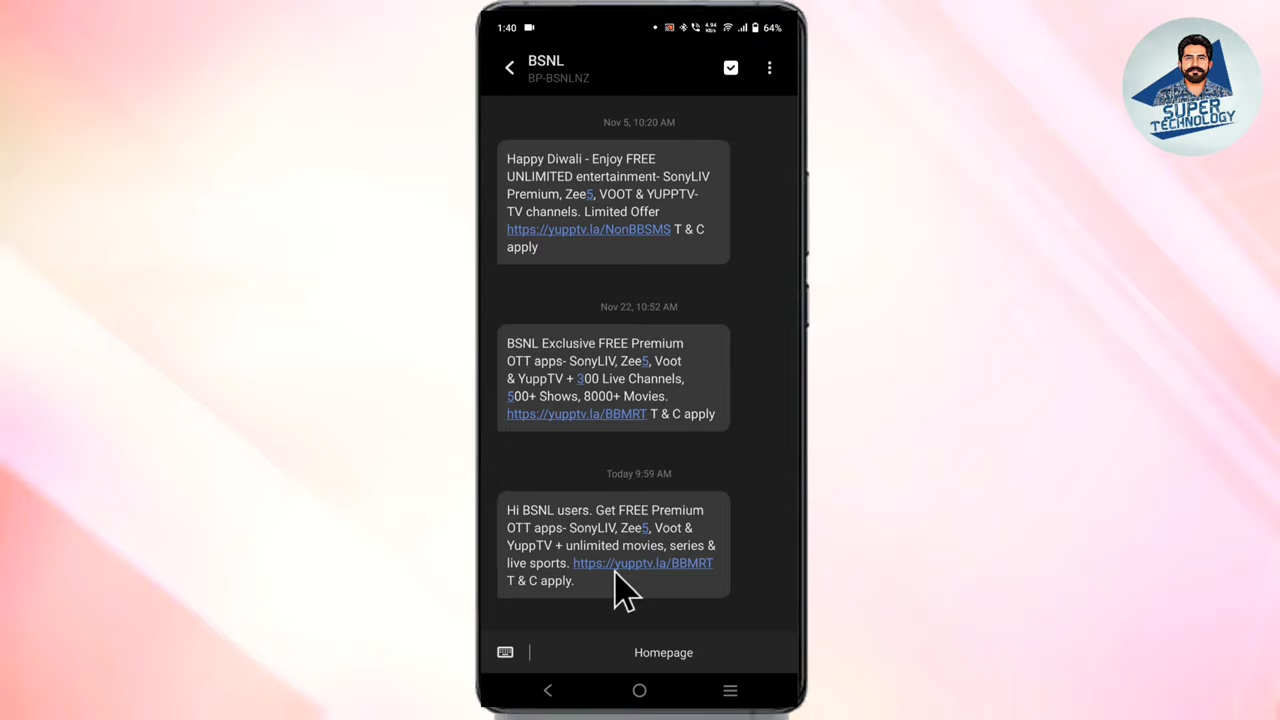 1:40
4.94
KB/s
64%
BSNL
BP-BSNLNZ
SUPER
TECHNOLOGY
Nov 5, 10:20 AM
Happy Diwali - Enjoy FREE
UNLIMITED entertainment- SonyLIV
Premium, Zee5, VOOT & YUPPTV-
TV channels. Limited Offer
https://yupptv.la/NonBBSMS T & C
apply
Nov 22, 10:52 AM
BSNL Exclusive FREE Premium
OTT apps- SonyLIV, Zee5, Voot
& YuppTV + 300 Live Channels,
500+ Shows, 8000+ Movies.
https://yupptv.la/BBMRT T & C apply
Today 9:59 AM
Hi BSNL users. Get FREE Premium
OTT apps- SonyLIV, Zee5, Voot &
YuppTV + unlimited movies, series &
live sports. https://yupptv.la/BBMRT
T & C apply.
Homepage